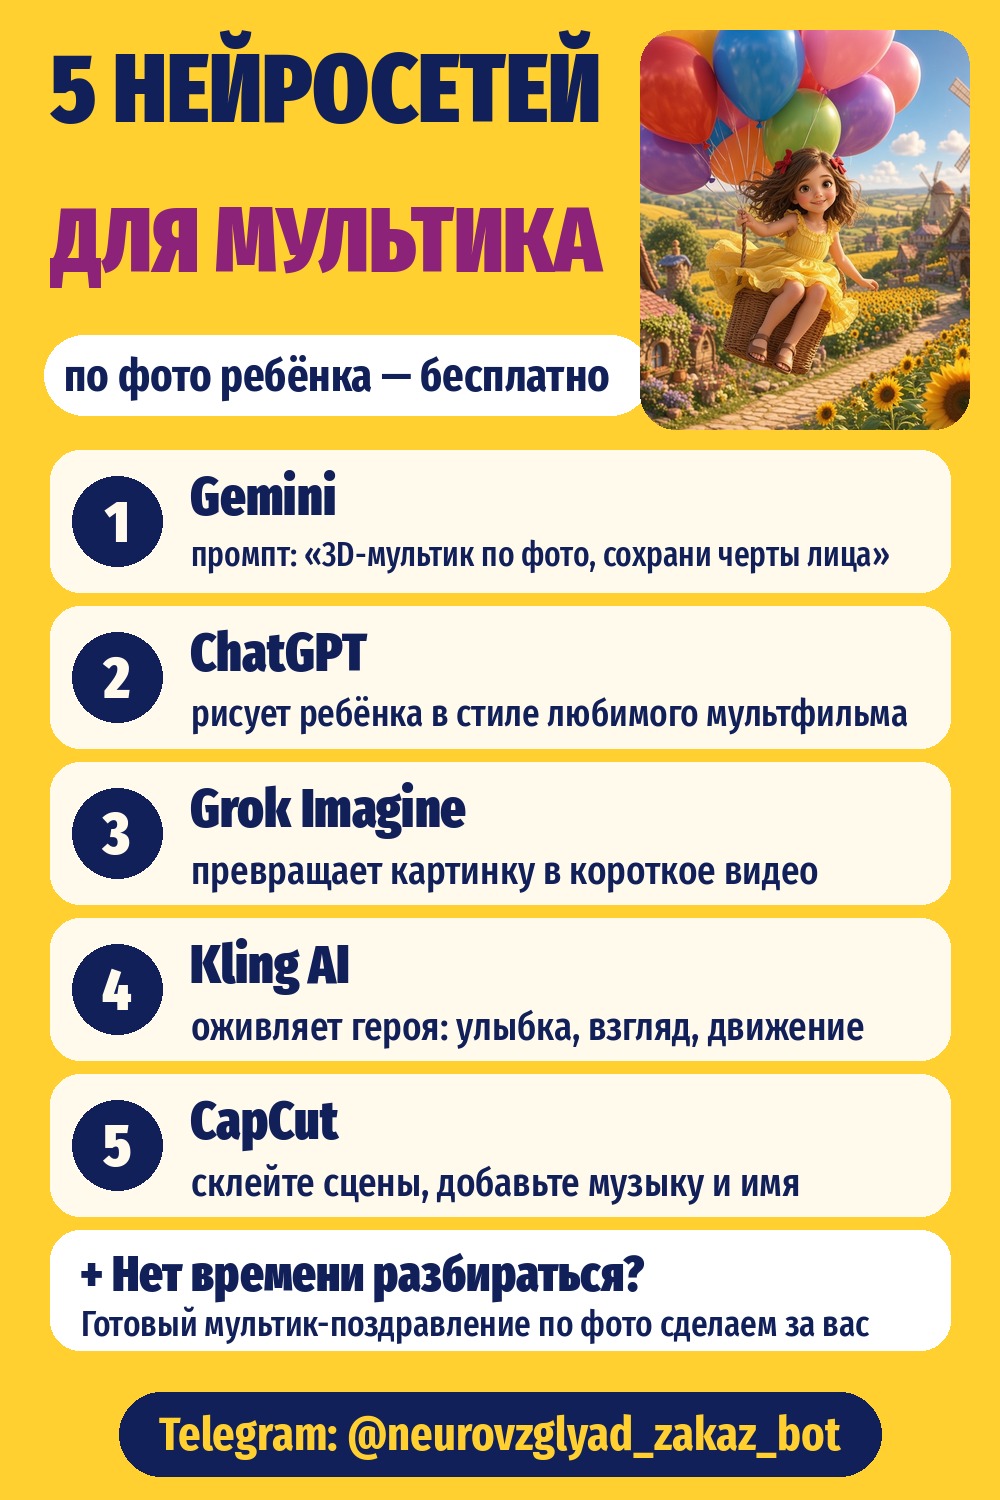 5 НЕЙРОСЕТЕЙ
ДЛЯ МУЛЬТИКА
по фото ребёнка — бесплатно
1
Gemini
промпт: «3D-мультик по фото, сохрани черты лица»
2
ChatGPT
рисует ребёнка в стиле любимого мультфильма
3
Grok Imagine
превращает картинку в короткое видео
4
Kling AI
оживляет героя: улыбка, взгляд, движение
5
CapCut
склейте сцены, добавьте музыку и имя
+ Нет времени разбираться?
Готовый мультик-поздравление по фото сделаем за вас
Telegram: @neurovzglyad_zakaz_bot